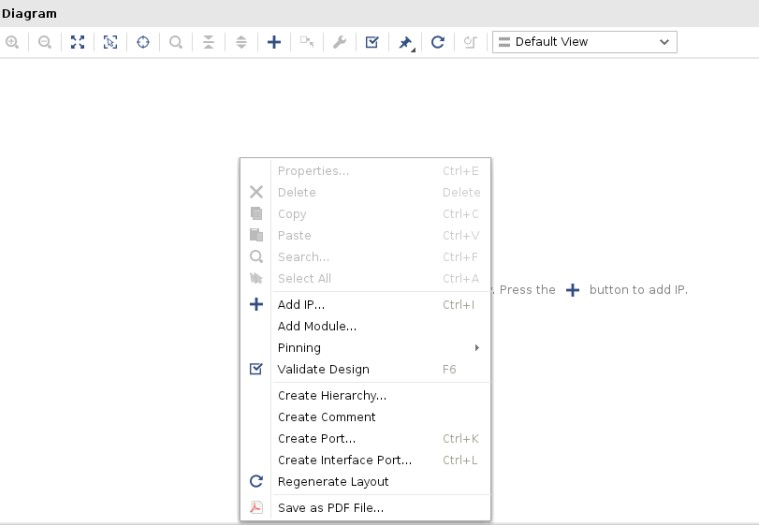 Diagram
Default View
Properties... Ctrl+E
Delete Delete
Copy Ctrl+C
Paste Ctrl+V
Search... Ctrl+F
Select All Ctrl+A
. Press the button to add IP.
Add IP... Ctrl+I
Add Module...
Pinning
Validate Design F6
Create Hierarchy...
Create Comment
Create Port... Ctrl+K
Create Interface Port... Ctrl+L
Regenerate Layout
Save as PDF File...